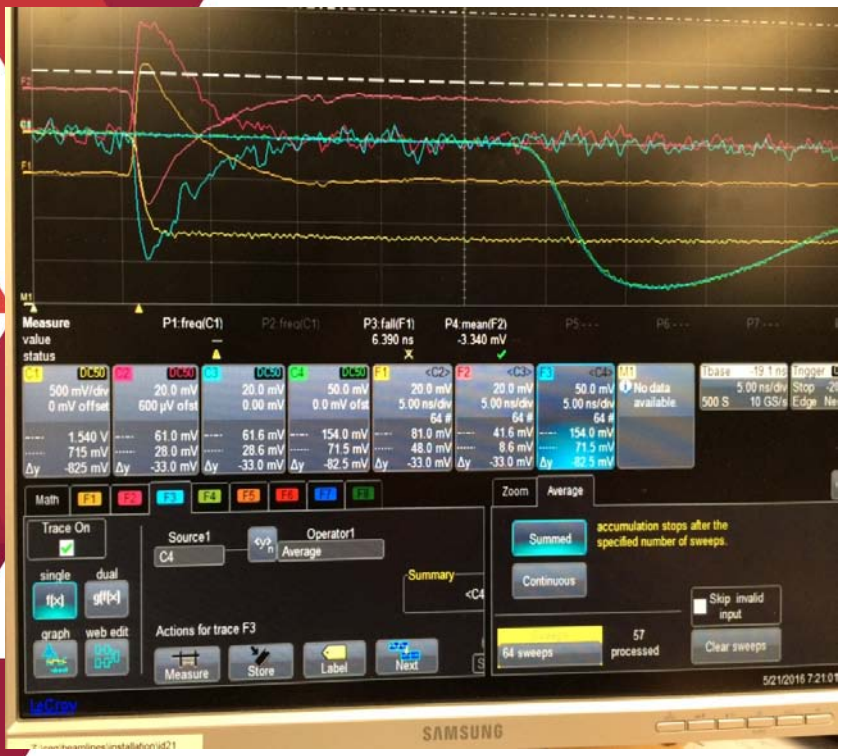 F2
F1
M1
Measure P1:freq(C1) P2:freq(C1) P3:fall(F1) P4:mean(F2) P5:--- P6:--- P7:---
value --- 6.390 ns -3.340 mV
status
C1 DC50 C2 DC50 C3 DC50 C4 DC50 F1 <C2> F2 <C3> F3 <C4> M1 Tbase -19.1 ns Trigger
500 mV/div 20.0 mV 20.0 mV 50.0 mV 20.0 mV 20.0 mV 50.0 mV No data 5.00 ns/div Stop
0 mV offset 600 µV ofst 0.00 mV 0.0 mV ofst 5.00 ns/div 5.00 ns/div 5.00 ns/div available. 500 S 10 GS/s Edge
64 # 64 # 64 #
1.540 V 61.0 mV 61.6 mV 154.0 mV 81.0 mV 41.6 mV 154.0 mV
715 mV 28.0 mV 28.6 mV 71.5 mV 48.0 mV 8.6 mV 71.5 mV
Δy -825 mV Δy -33.0 mV Δy -33.0 mV Δy -82.5 mV Δy -33.0 mV Δy -33.0 mV Δy -82.5 mV
Math F1 F2 F3 F4 F5 F6 F7 F8 Zoom Average
Trace On
Source1 Operator1
C4 Average
single dual
f(x) g(f(x))
Summary
<C4
graph web edit
Actions for trace F3
Measure Store Label Next
Summed
accumulation stops after the
specified number of sweeps.
Continuous
Skip invalid
input
64 sweeps 57
processed
Clear sweeps
LeCroy
5/21/2016 7:21:01
SAMSUNG